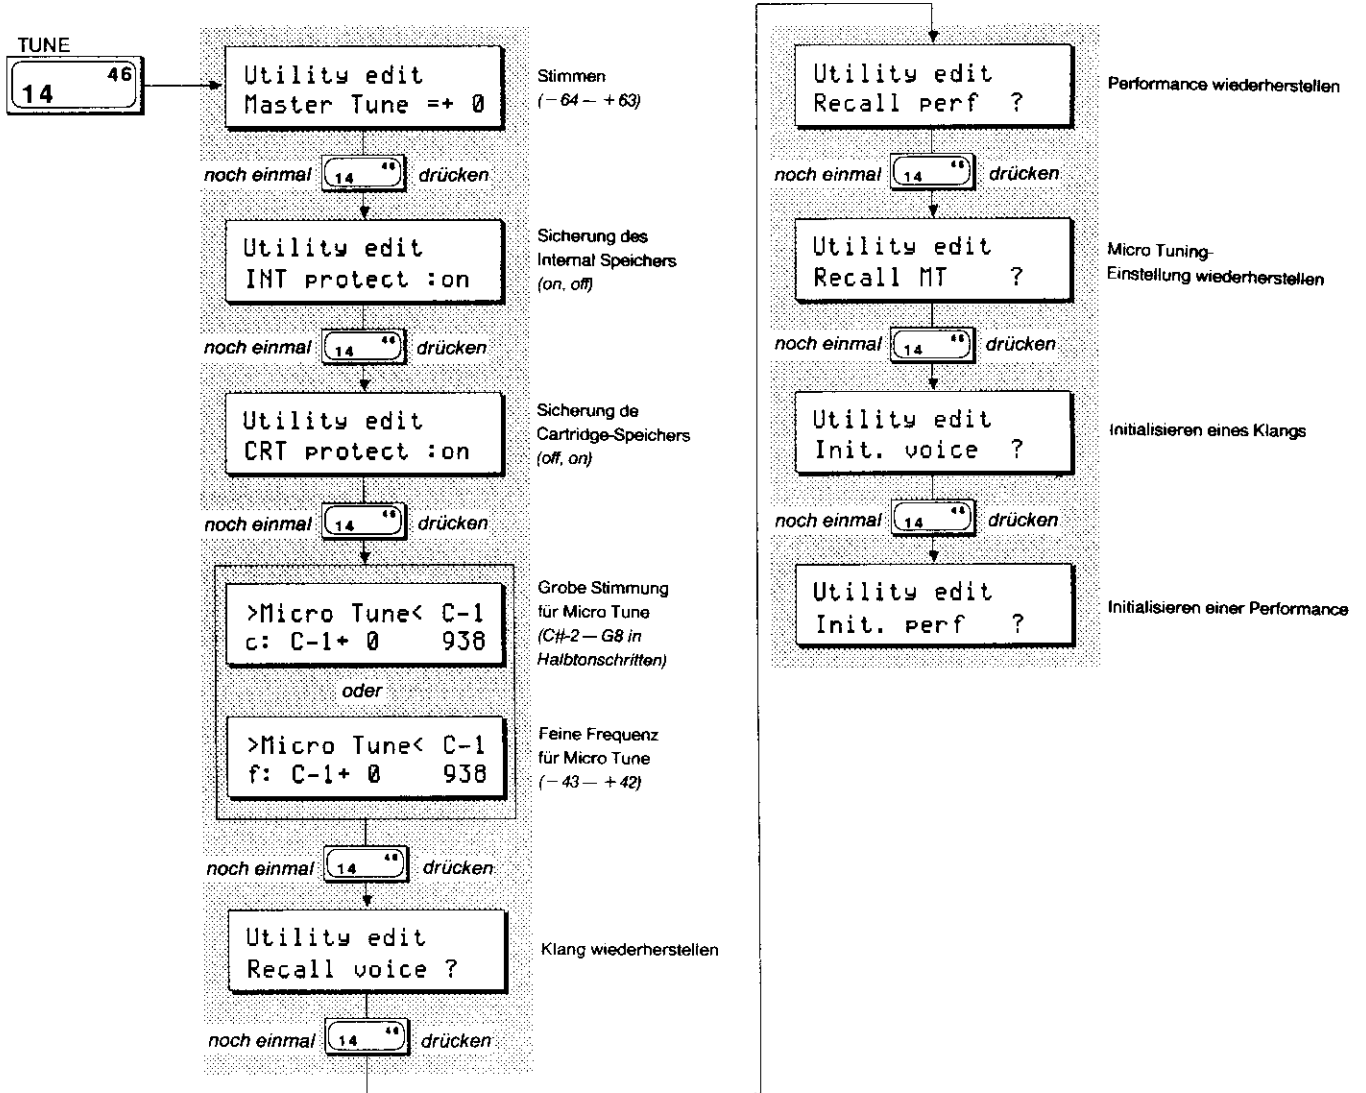 TUNE
14 46
Utility edit
Master Tune =+ 0
Stimmen
(−64 — +63)
noch einmal 14 46 drücken
Utility edit
INT protect :on
Sicherung des
Internal Speichers
(on, off)
noch einmal 14 46 drücken
Utility edit
CRT protect :on
Sicherung de
Cartridge-Speichers
(off, on)
noch einmal 14 46 drücken
>Micro Tune< C-1
c: C-1+ 0 938
Grobe Stimmung
für Micro Tune
(C#-2 — G8 in
Halbtonschritten)
oder
>Micro Tune< C-1
f: C-1+ 0 938
Feine Frequenz
für Micro Tune
(−43 — +42)
noch einmal 14 46 drücken
Utility edit
Recall voice ?
Klang wiederherstellen
noch einmal 14 46 drücken
Utility edit
Recall perf ?
Performance wiederherstellen
noch einmal 14 46 drücken
Utility edit
Recall MT ?
Micro Tuning-
Einstellung wiederherstellen
noch einmal 14 46 drücken
Utility edit
Init. voice ?
Initialisieren eines Klangs
noch einmal 14 46 drücken
Utility edit
Init. perf ?
Initialisieren einer Performance